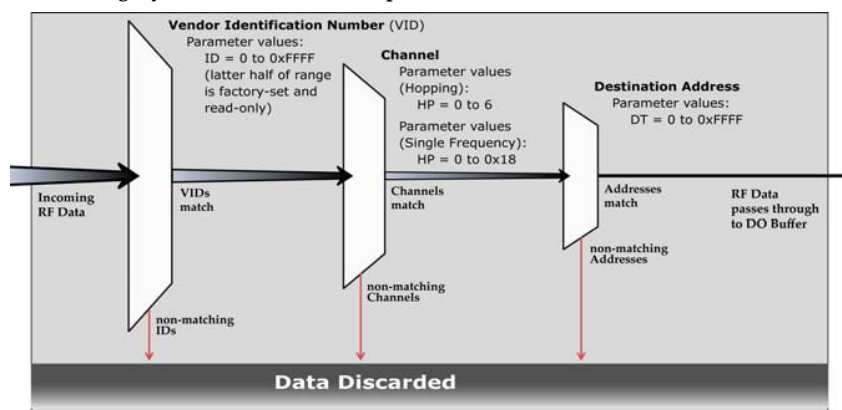 Vendor Identification Number (VID)
Parameter values:
ID = 0 to 0xFFFF
(latter half of range
is factory-set and
read-only)
Channel
Parameter values
(Hopping):
HP = 0 to 6
Parameter values
(Single Frequency):
HP = 0 to 0x18
Destination Address
Parameter values:
DT = 0 to 0xFFFF
Incoming
RF Data
VIDs
match
Channels
match
Addresses
match
RF Data
passes through
to DO Buffer
non-matching
IDs
non-matching
Channels
non-matching
Addresses
Data Discarded